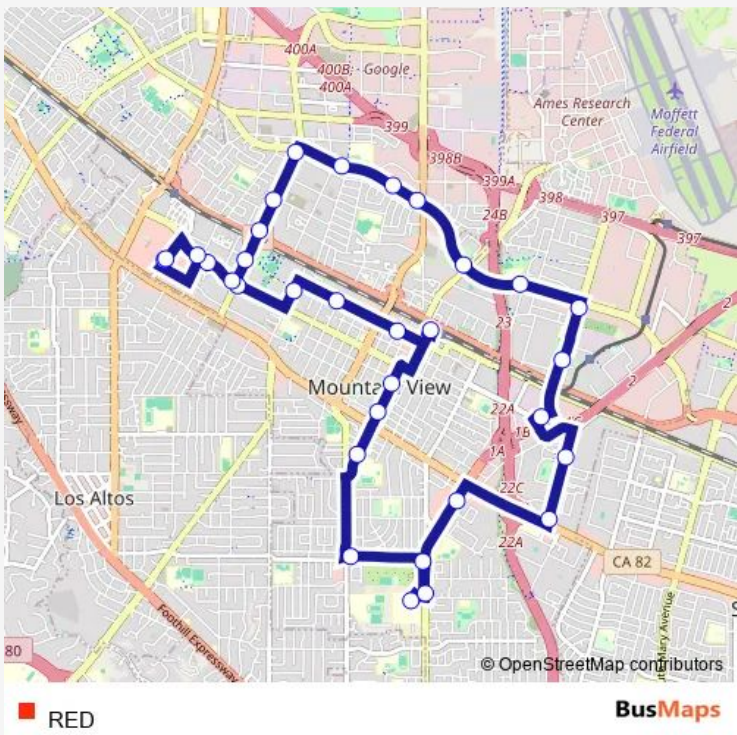 400A
400B; Google
400A
399
Ames Research
Center
Moffett
Federal
Airfield
398B
399A
398
397
397
24B
2
23
2
Mounta View
22A
1B
1A
22C
Los Altos
22A
CA 82
Foothill Expressway
80
© OpenStreetMap contributors
RED
BusMaps